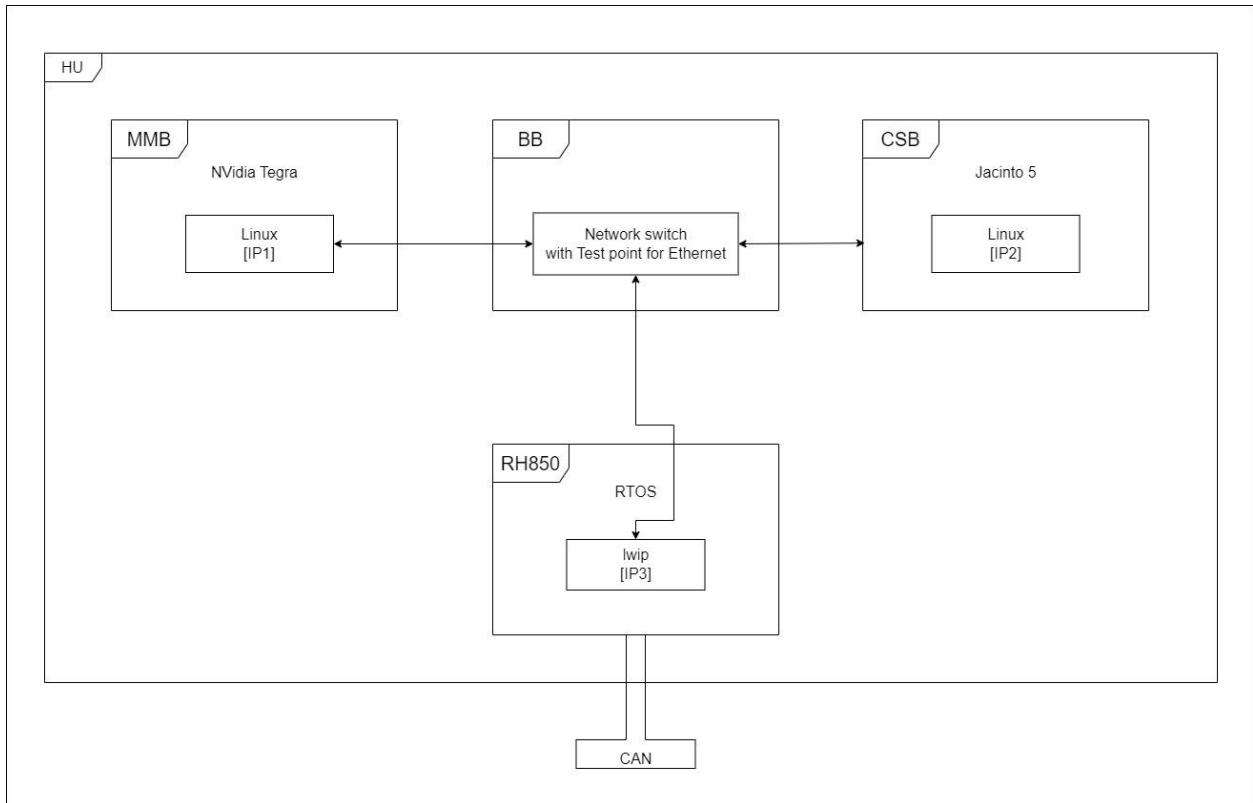 HU
MMB
NVidia Tegra
Linux
[IP1]
BB
Network switch
with Test point for Ethernet
CSB
Jacinto 5
Linux
[IP2]
RH850
RTOS
lwip
[IP3]
CAN